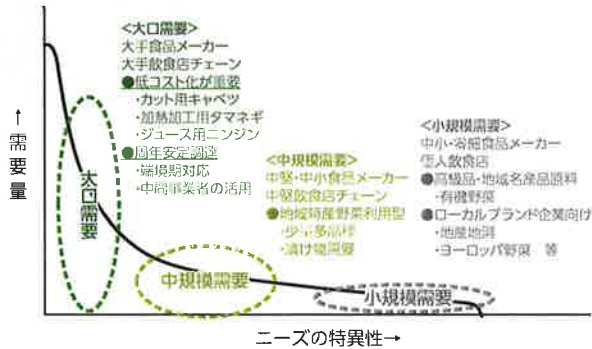 ↑
需要量
<大口需要>
大手食品メーカー
大手飲食店チェーン
●低コスト化が重要
・カット用キャベツ
・加熱加工用タマネギ
・ジュース用ニンジン
●周年安定調達
・端境期対応
・中間事業者の活用
<中規模需要>
中堅・中小食品メーカー
中堅飲食店チェーン
●地域特産野菜利用型
・少量多品種
・漬け物需要
<小規模需要>
中小・零細食品メーカー
個人飲食店
●高級品・地域名産品原料
・有機野菜
●ローカルブランド企業向け
・地産地消
・ヨーロッパ野菜 等
大口需要
中規模需要
小規模需要
ニーズの特異性→